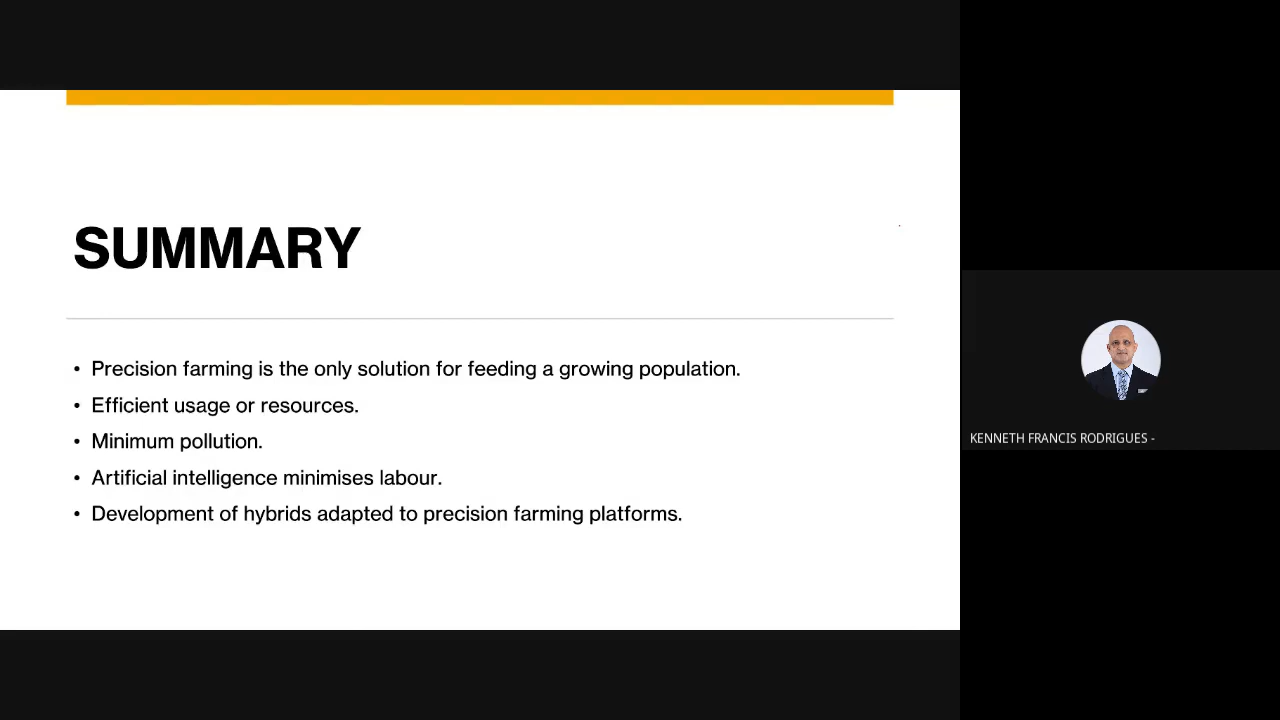 SUMMARY
• Precision farming is the only solution for feeding a growing population.
• Efficient usage or resources.
• Minimum pollution.
• Artificial intelligence minimises labour.
• Development of hybrids adapted to precision farming platforms.
KENNETH FRANCIS RODRIGUES -